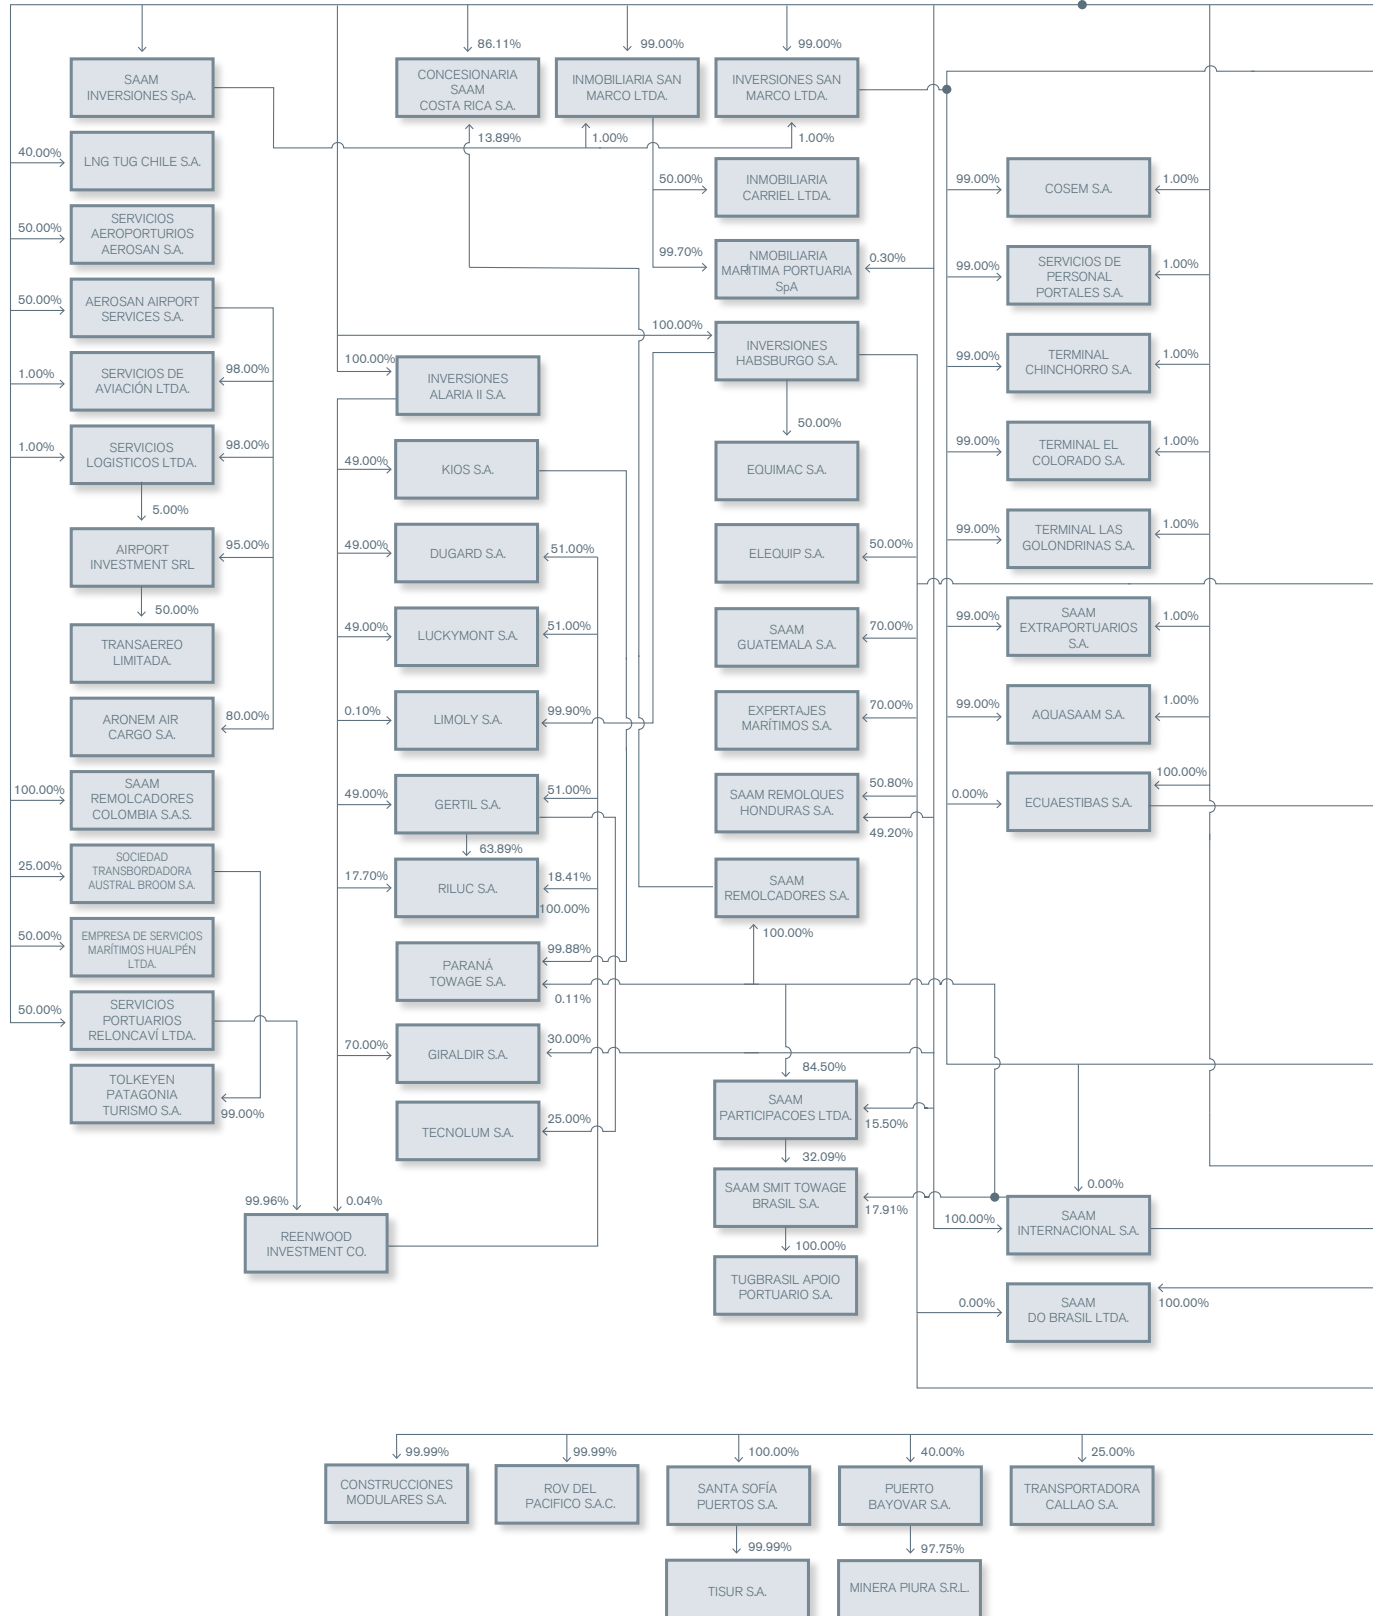 86.11%
99.00%
99.00%
SAAM
INVERSIONES SpA.
CONCESIONARIA
SAAM
COSTA RICA S.A.
INMOBILIARIA SAN
MARCO LTDA.
INVERSIONES SAN
MARCO LTDA.
13.89%
1.00%
1.00%
40.00%
LNG TUG CHILE S.A.
50.00%
INMOBILIARIA
CARRIEL LTDA.
99.00%
COSEM S.A.
1.00%
50.00%
SERVICIOS
AEROPORTURIOS
AEROSAN S.A.
99.70%
NMOBILIARIA
MARÍTIMA PORTUARIA
SpA
0.30%
99.00%
SERVICIOS DE
PERSONAL
PORTALES S.A.
1.00%
50.00%
AEROSAN AIRPORT
SERVICES S.A.
100.00%
INVERSIONES
HABSBURGO S.A.
99.00%
TERMINAL
CHINCHORRO S.A.
1.00%
1.00%
SERVICIOS DE
AVIACIÓN LTDA.
98.00%
100.00%
INVERSIONES
ALARIA II S.A.
50.00%
1.00%
SERVICIOS
LOGISTICOS LTDA.
98.00%
49.00%
KIOS S.A.
EQUIMAC S.A.
99.00%
TERMINAL EL
COLORADO S.A.
1.00%
5.00%
AIRPORT
INVESTMENT SRL
95.00%
49.00%
DUGARD S.A.
51.00%
ELEQUIP S.A.
50.00%
99.00%
TERMINAL LAS
GOLONDRINAS S.A.
1.00%
50.00%
TRANSAEREO
LIMITADA.
49.00%
LUCKYMONT S.A.
51.00%
SAAM
GUATEMALA S.A.
70.00%
99.00%
SAAM
EXTRAPORTUARIOS
S.A.
1.00%
ARONEM AIR
CARGO S.A.
80.00%
0.10%
LIMOLY S.A.
99.90%
EXPERTAJES
MARÍTIMOS S.A.
70.00%
99.00%
AQUASAAM S.A.
1.00%
100.00%
SAAM
REMOLCADORES
COLOMBIA S.A.S.
49.00%
GERTIL S.A.
51.00%
SAAM REMOLQUES
HONDURAS S.A.
50.80%
49.20%
0.00%
ECUAESTIBAS S.A.
100.00%
63.89%
25.00%
SOCIEDAD
TRANSBORDADORA
AUSTRAL BROOM S.A.
17.70%
RILUC S.A.
18.41%
100.00%
SAAM
REMOLCADORES S.A.
100.00%
50.00%
EMPRESA DE SERVICIOS
MARÍTIMOS HUALPÉN
LTDA.
PARANÁ
TOWAGE S.A.
99.88%
0.11%
50.00%
SERVICIOS
PORTUARIOS
RELONCAVÍ LTDA.
70.00%
GIRALDIR S.A.
30.00%
84.50%
TOLKEYEN
PATAGONIA
TURISMO S.A.
99.00%
TECNOLUM S.A.
25.00%
SAAM
PARTICIPACOES LTDA.
15.50%
32.09%
SAAM SMIT TOWAGE
BRASIL S.A.
17.91%
0.00%
100.00%
SAAM
INTERNACIONAL S.A.
99.96%
0.04%
REENWOOD
INVESTMENT CO.
100.00%
TUGBRASIL APOIO
PORTUARIO S.A.
0.00%
SAAM
DO BRASIL LTDA.
100.00%
99.99%
99.99%
100.00%
40.00%
25.00%
CONSTRUCCIONES
MODULARES S.A.
ROV DEL
PACIFICO S.A.C.
SANTA SOFÍA
PUERTOS S.A.
PUERTO
BAYOVAR S.A.
TRANSPORTADORA
CALLAO S.A.
99.99%
97.75%
TISUR S.A.
MINERA PIURA S.R.L.